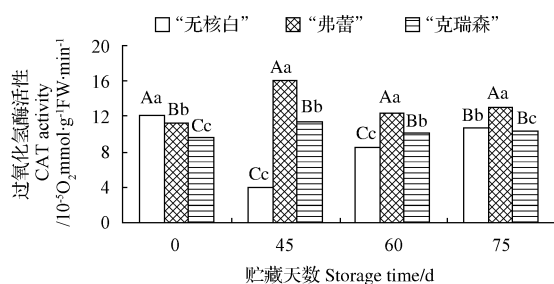 “无核白” “弗蕾” “克瑞森”
过氧化氢酶活性
CAT activity
/10⁻⁵O₂mmol·g⁻¹FW·min⁻¹
20
16
12
8
4
0
Aa Bb Cc
Cc Aa Bb
Cc Aa Bb
Bb Aa Bc
0 45 60 75
贮藏天数 Storage time/d